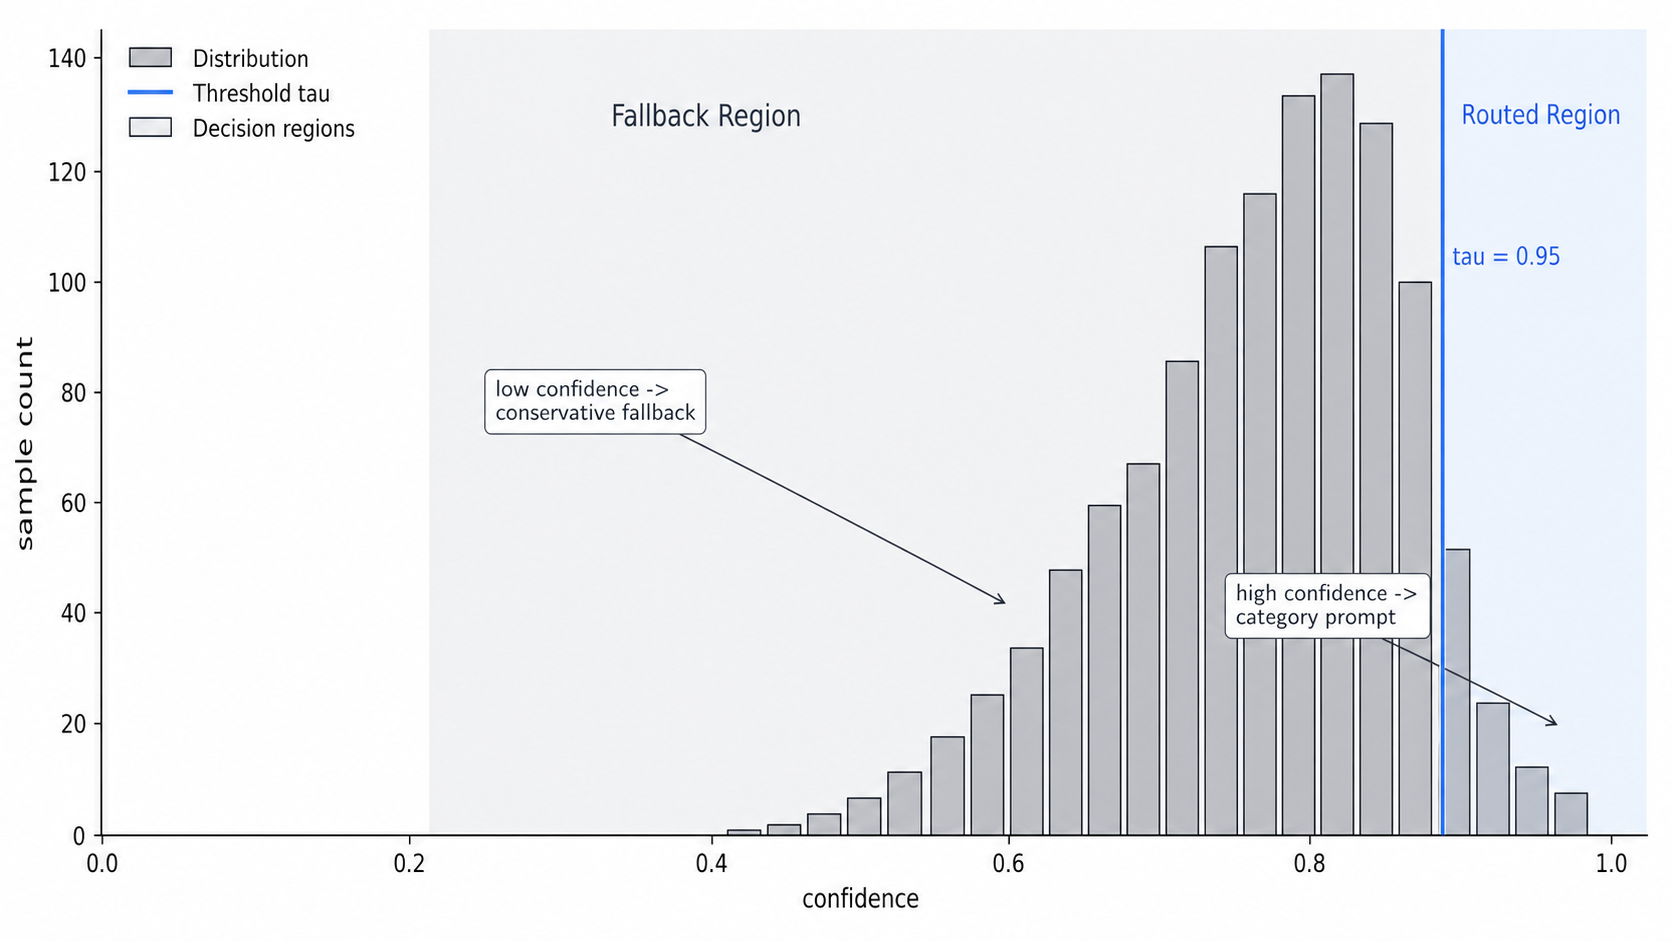 140
120
100
80
60
40
20
0
sample count
Distribution
Threshold tau
Decision regions
Fallback Region
Routed Region
tau = 0.95
low confidence ->
conservative fallback
high confidence ->
category prompt
0.0
0.2
0.4
0.6
0.8
1.0
confidence